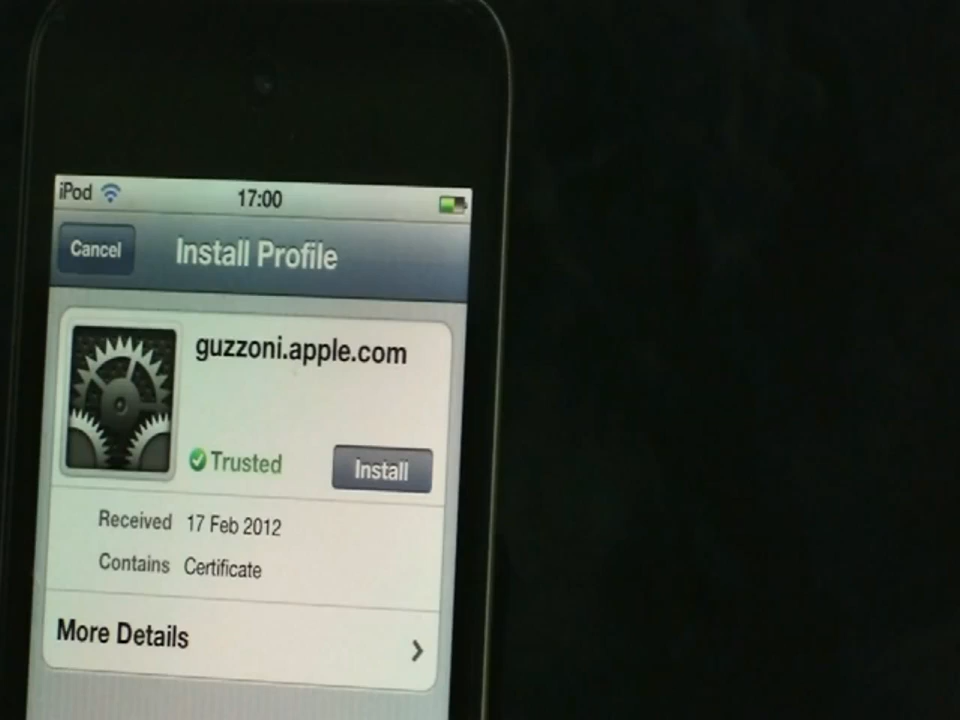 iPod 17:00
Cancel Install Profile
guzzoni.apple.com
Trusted Install
Received 17 Feb 2012
Contains Certificate
More Details